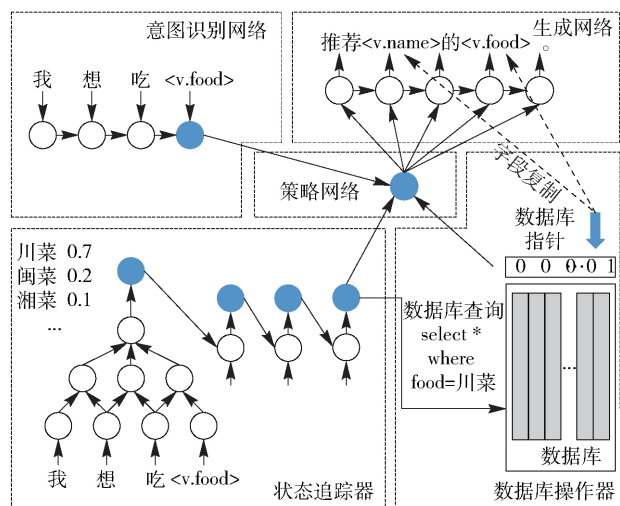 意图识别网络
我 想 吃 <v.food>
生成网络
推荐<v.name>的<v.food> 。
策略网络
字段复制
数据库
指针
0 0 0··0 1
川菜 0.7
闽菜 0.2
湘菜 0.1
...
数据库查询
select *
where
food=川菜
...
数据库
我 想 吃 <v.food>
状态追踪器
数据库操作器